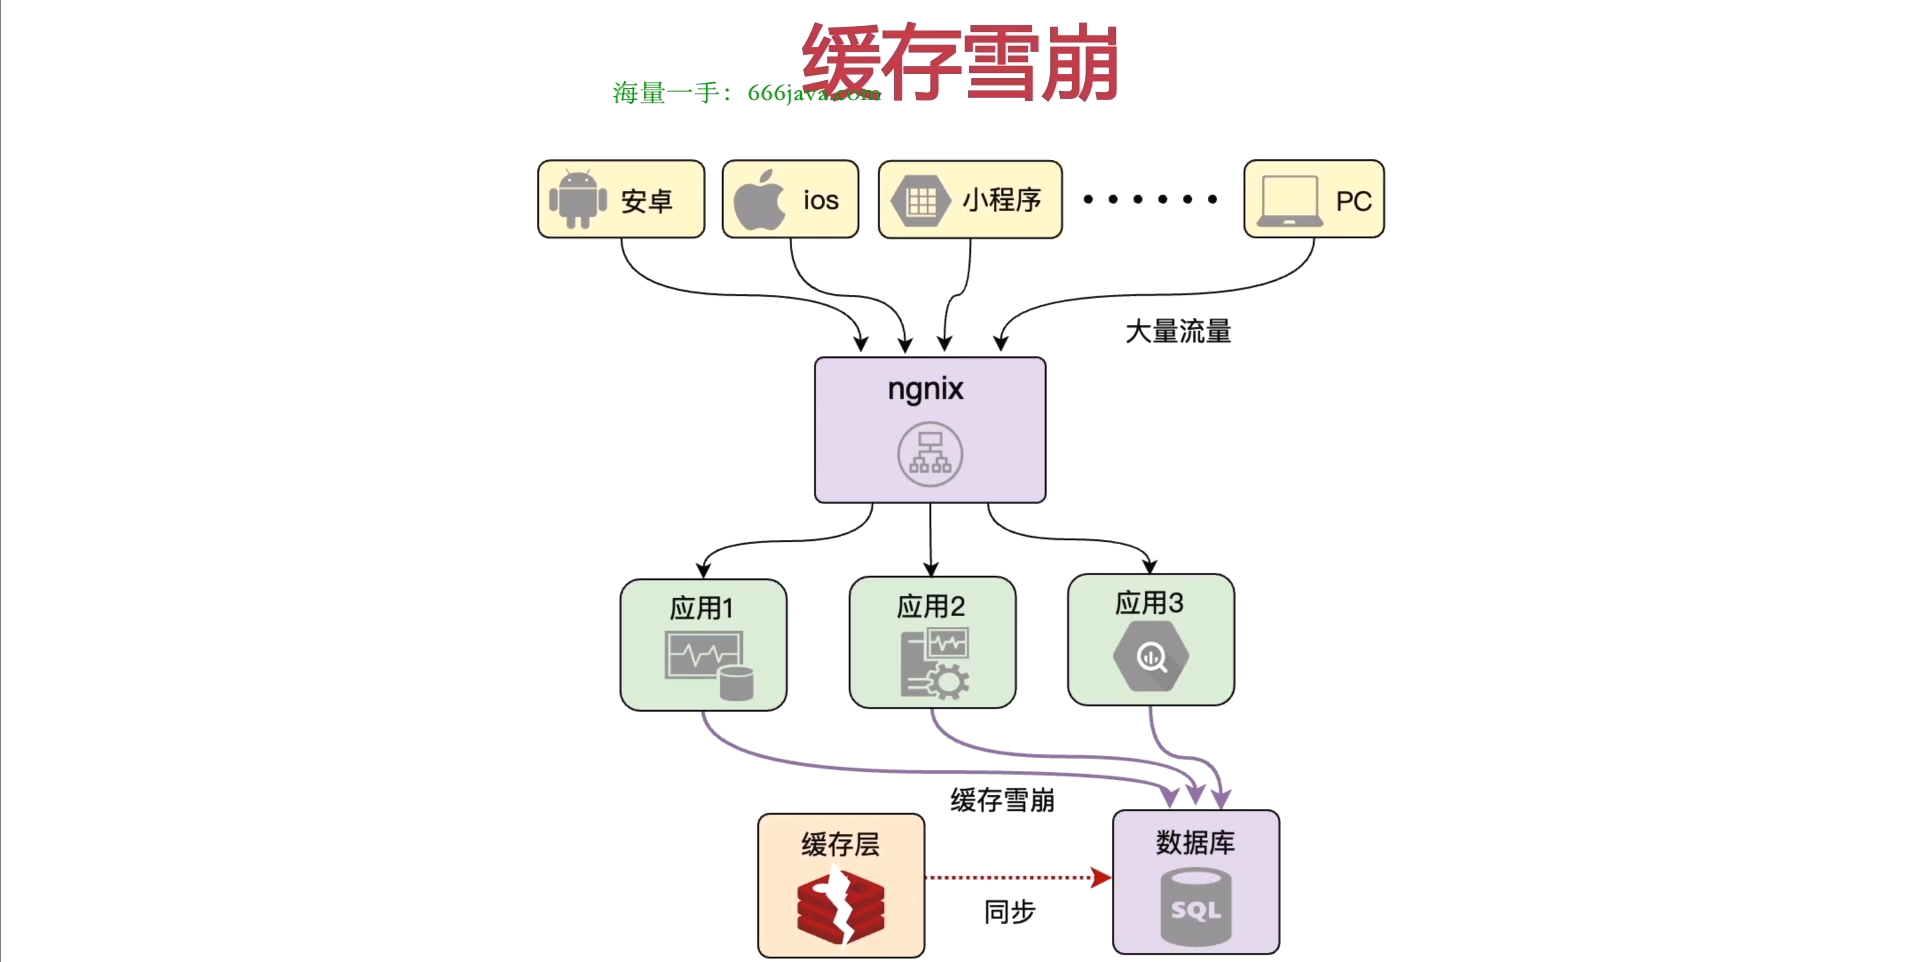 缓存雪崩
海量一手：666java.com
安卓
ios
小程序
PC
大量流量
ngnix
应用1
应用2
应用3
缓存雪崩
缓存层
数据库
同步
SQL